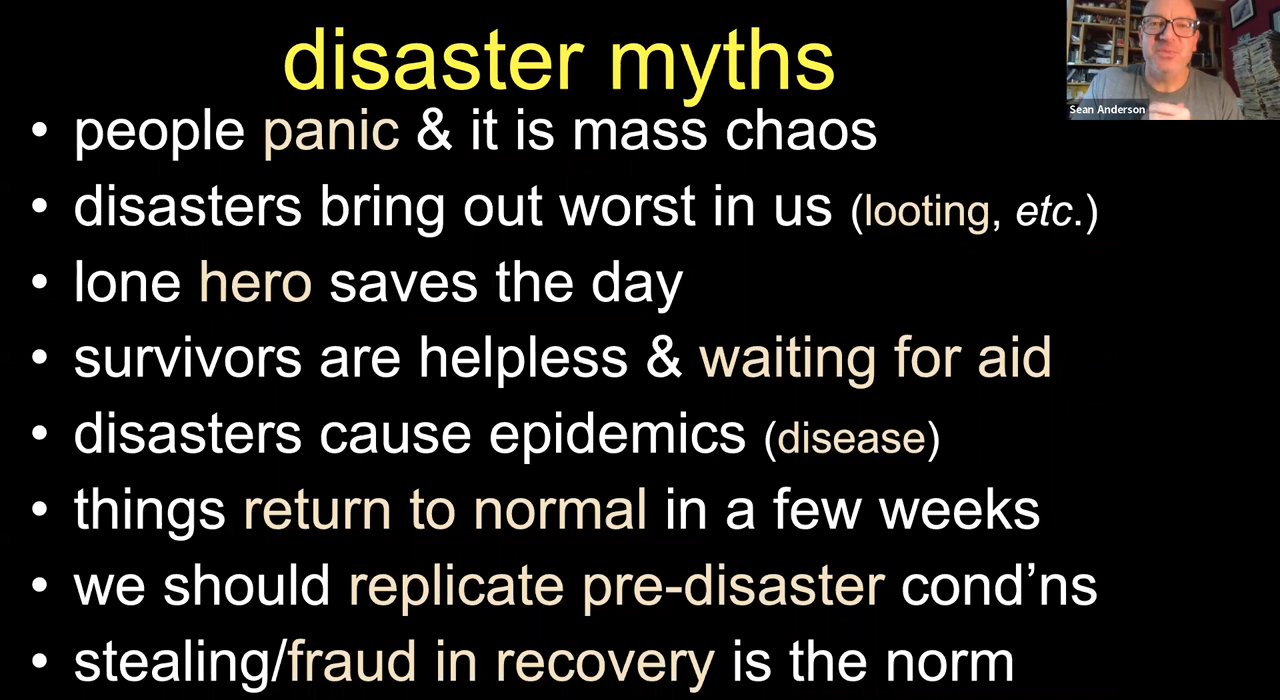 disaster myths
Sean Anderson
• people panic & it is mass chaos
• disasters bring out worst in us (looting, etc.)
• lone hero saves the day
• survivors are helpless & waiting for aid
• disasters cause epidemics (disease)
• things return to normal in a few weeks
• we should replicate pre-disaster cond’ns
• stealing/fraud in recovery is the norm